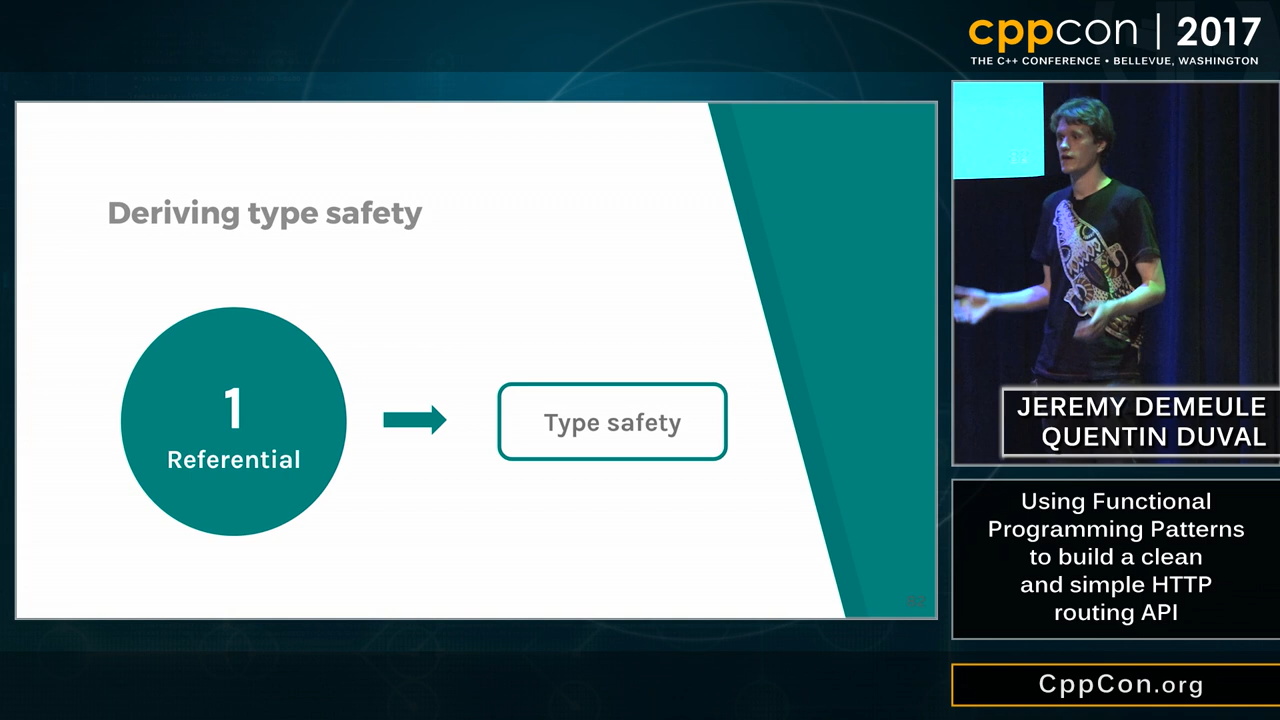 cppcon | 2017
THE C++ CONFERENCE • BELLEVUE, WASHINGTON
Deriving type safety
1
Referential
Type safety
JEREMY DEMEULE
QUENTIN DUVAL
Using Functional
Programming Patterns
to build a clean
and simple HTTP
routing API
CppCon.org